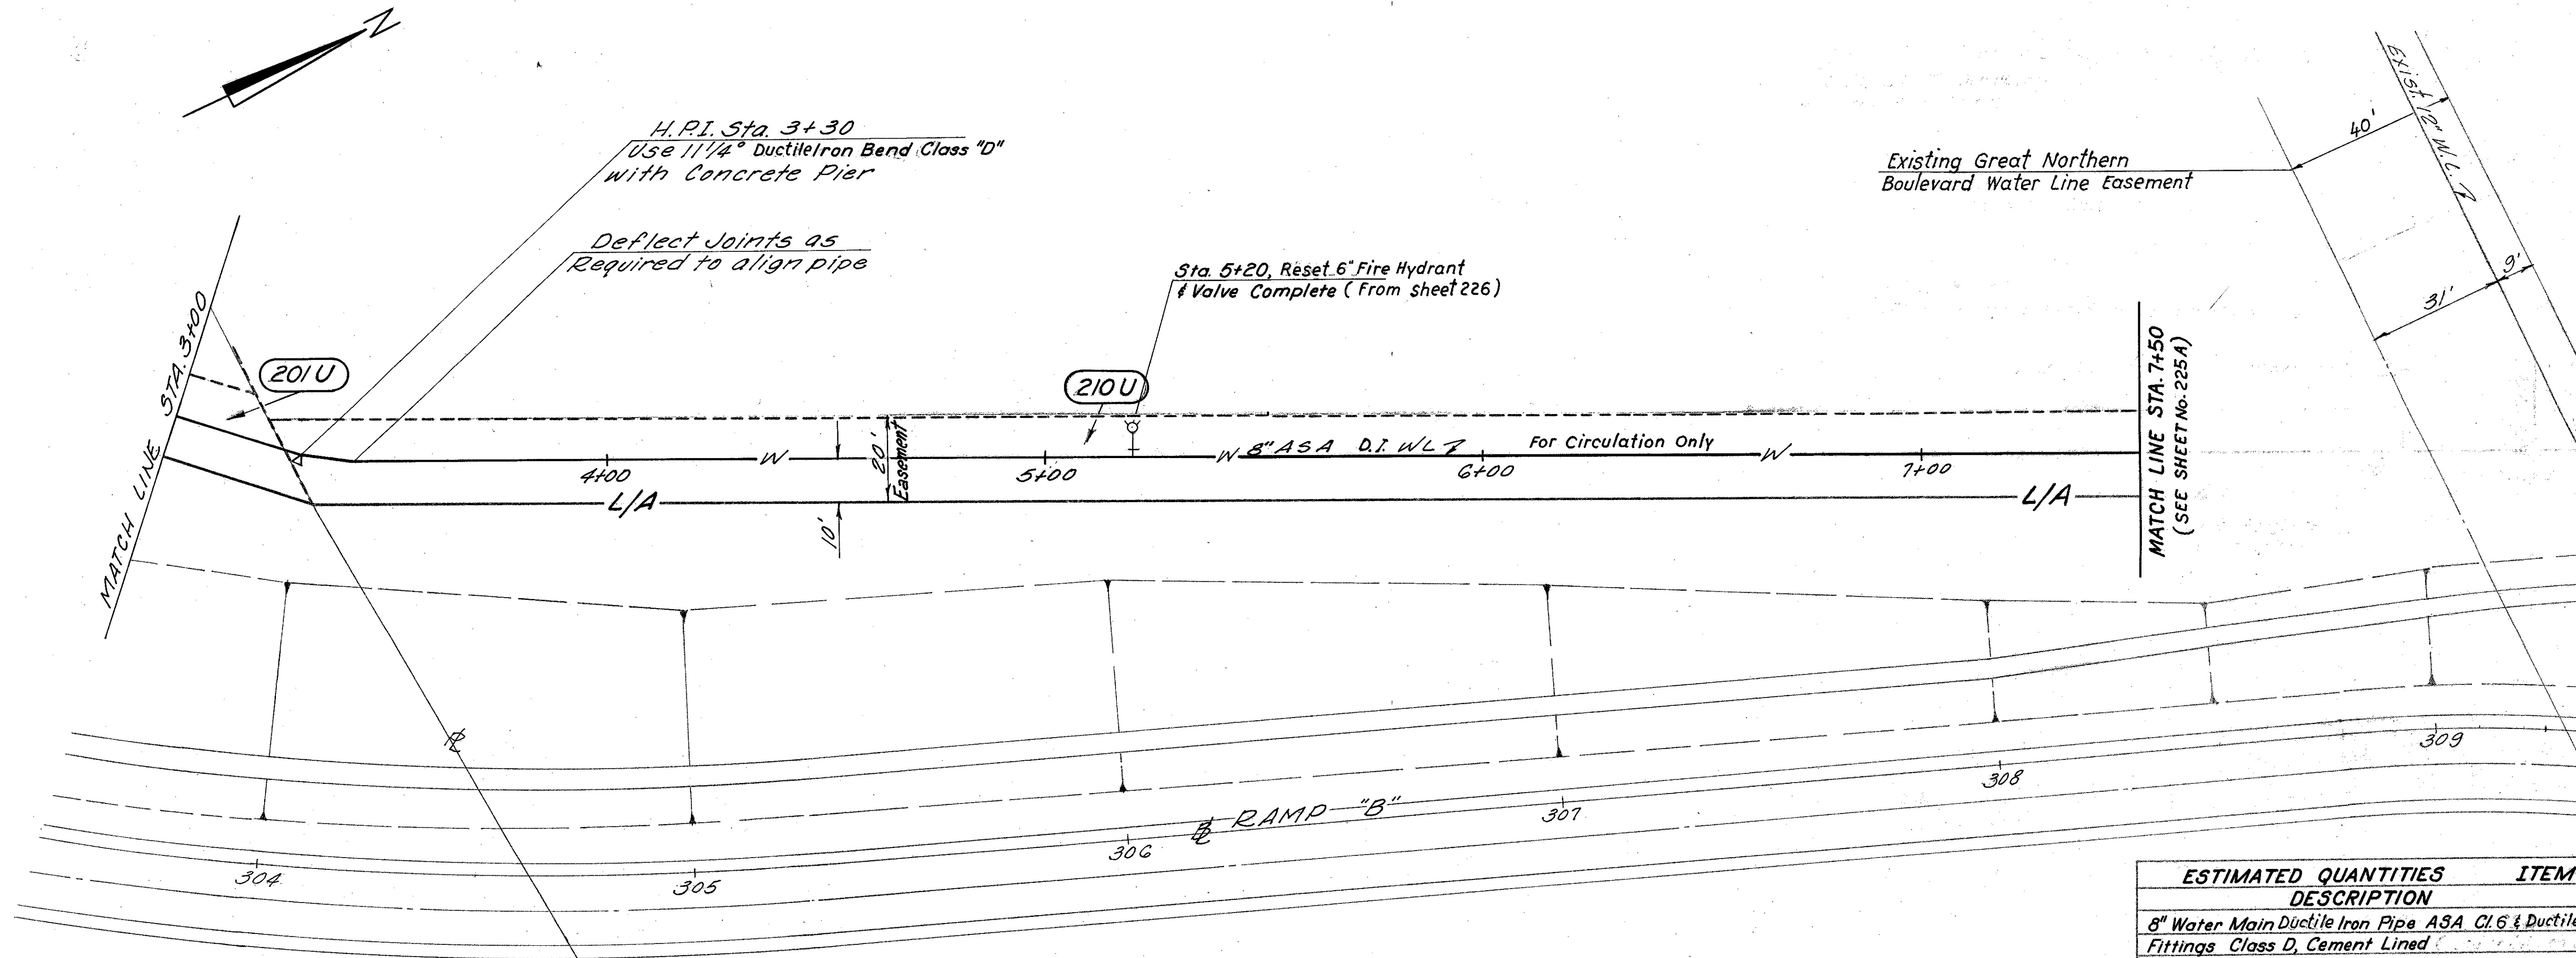 N
H.P.I. Sta. 3+30
Use 11 1/4° Ductile Iron Bend Class "D"
with Concrete Pier
Deflect Joints as
Required to align pipe
Sta. 5+20, Reset 6" Fire Hydrant
& Valve Complete (From sheet 226)
Existing Great Northern
Boulevard Water Line Easement
Exist. 12" W.L.
40'
9'
31'
MATCH LINE STA. 3+00
201 U
210 U
20'
Easement
10'
W
W 8" ASA D.I. WL
For Circulation Only
W
4+00
5+00
6+00
7+00
L/A
L/A
MATCH LINE STA. 7+50
(SEE SHEET No. 225A)
PL
304
305
306
BL RAMP "B"
307
308
309
ESTIMATED QUANTITIES ITEM
DESCRIPTION
8" Water Main Ductile Iron Pipe ASA Cl. 6 & Ductile
Fittings Class D, Cement Lined